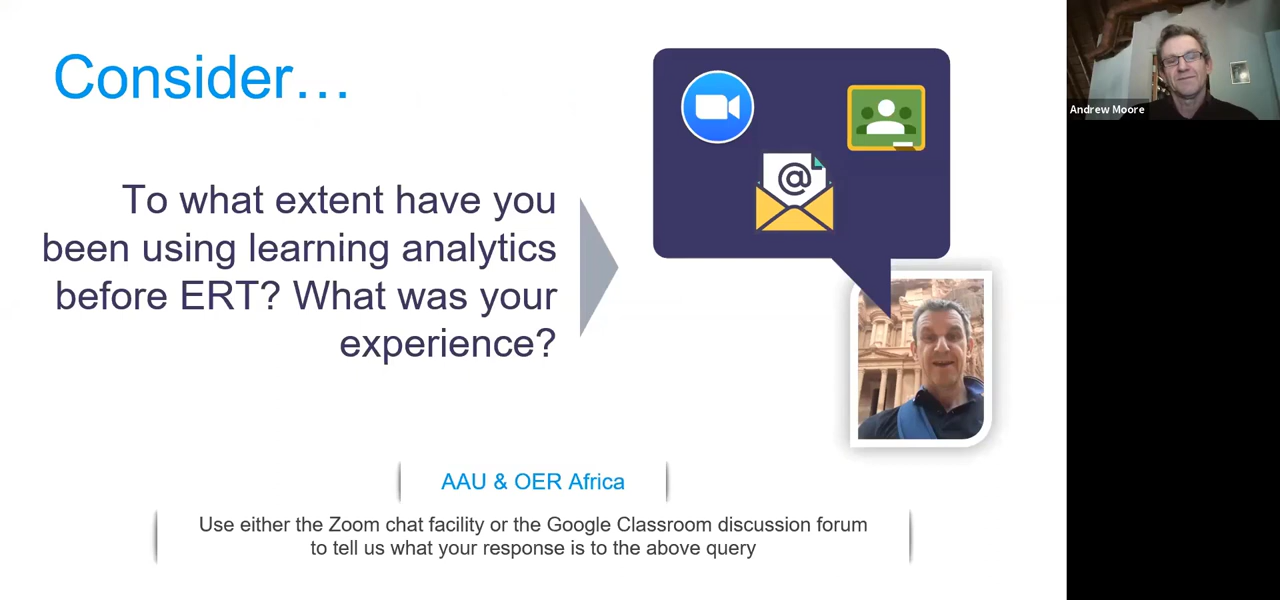 Consider…
To what extent have you
been using learning analytics
before ERT? What was your
experience?
@
AAU & OER Africa
Use either the Zoom chat facility or the Google Classroom discussion forum
to tell us what your response is to the above query
Andrew Moore